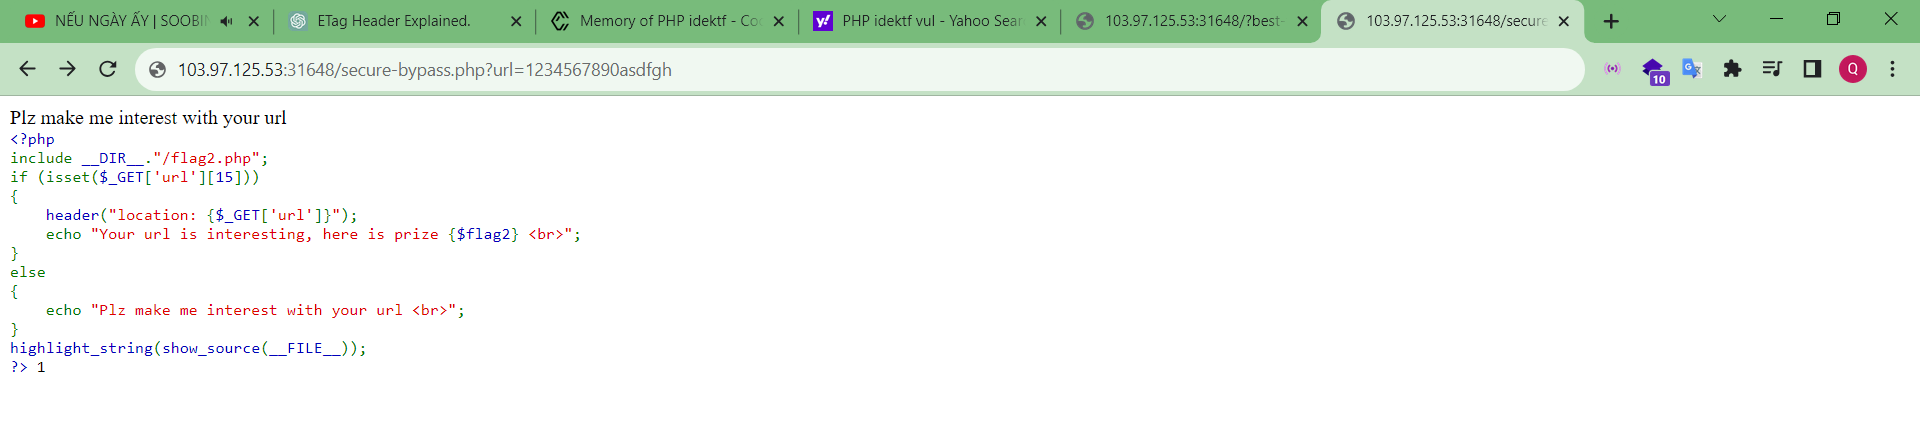 NẾU NGÀY ẤY | SOOBIN
ETag Header Explained.
Memory of PHP idektf - Co
PHP idektf vul - Yahoo Sear
103.97.125.53:31648/?best-
103.97.125.53:31648/secure
103.97.125.53:31648/secure-bypass.php?url=1234567890asdfgh
10
Q
Plz make me interest with your url
<?php
include __DIR__."/flag2.php";
if (isset($_GET['url'][15]))
{
    header("location: {$_GET['url']}");
    echo "Your url is interesting, here is prize {$flag2} <br>";
}
else
{
    echo "Plz make me interest with your url <br>";
}
highlight_string(show_source(__FILE__));
?> 1